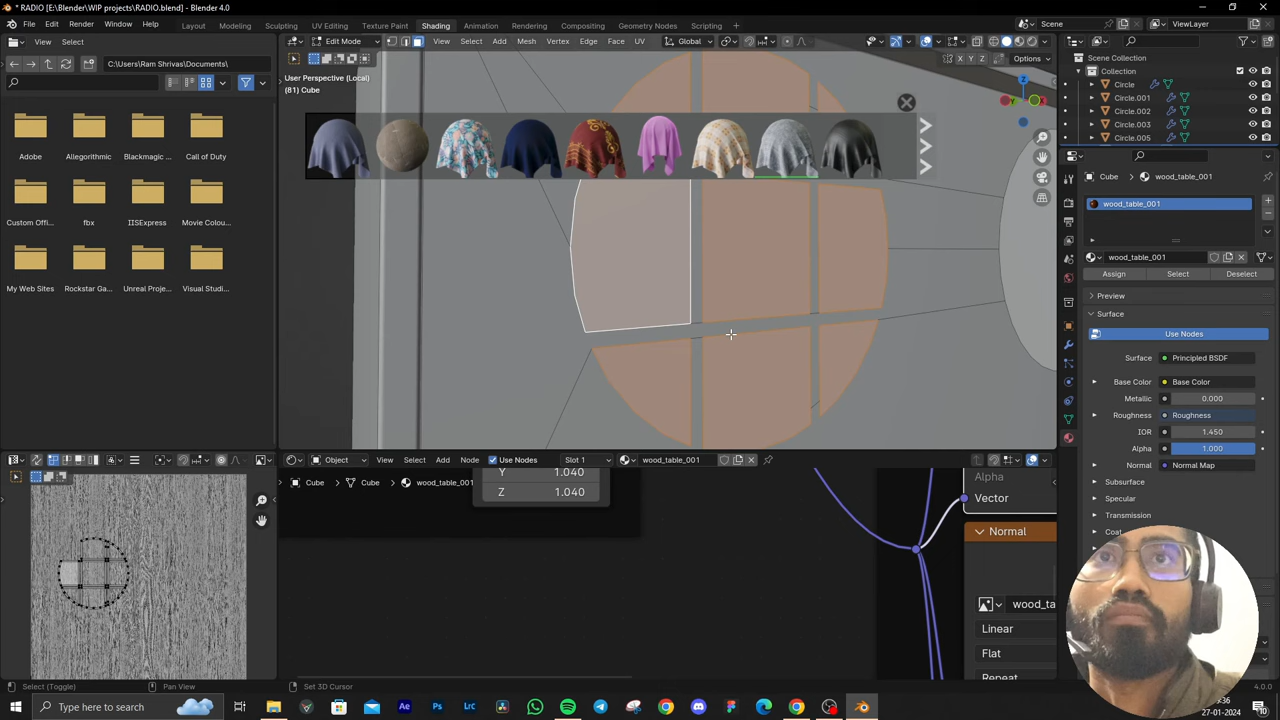 * RADIO [E:\Blender\WIP projects\RADIO.blend] - Blender 4.0
File Edit Render Window Help Layout Modeling Sculpting UV Editing Texture Paint Shading Animation Rendering Compositing Geometry Nodes Scripting Scene ViewLayer
View Select
C:\Users\Ram Shrivas\Documents\
Adobe Allegorithmic Blackmagic ... Call of Duty
Custom Offi... fbx IISExpress Movie Colou...
My Web Sites Rockstar Ga... Unreal Proje... Visual Studi...
Edit Mode View Select Add Mesh Vertex Edge Face UV Global
X Y Z Options
User Perspective (Local)
(81) Cube
Scene Collection
Collection
Circle
Circle.001
Circle.002
Circle.003
Circle.005
Cube wood_table_001
wood_table_001
wood_table_001
Assign Select Deselect
Preview
Surface
Use Nodes
Surface Principled BSDF
Base Color Base Color
Metallic 0.000
Roughness Roughness
IOR 1.450
Alpha 1.000
Normal Normal Map
Subsurface
Specular
Transmission
Coat
Object View Select Add Node Use Nodes Slot 1 wood_table_001
Cube Cube wood_table_001
Y 1.040
Z 1.040
Alpha
Vector
Normal
wood_ta
Linear
Flat
Repeat
Select (Toggle) Pan View Set 3D Cursor 4.0.0
Type here to search
27-01-2024